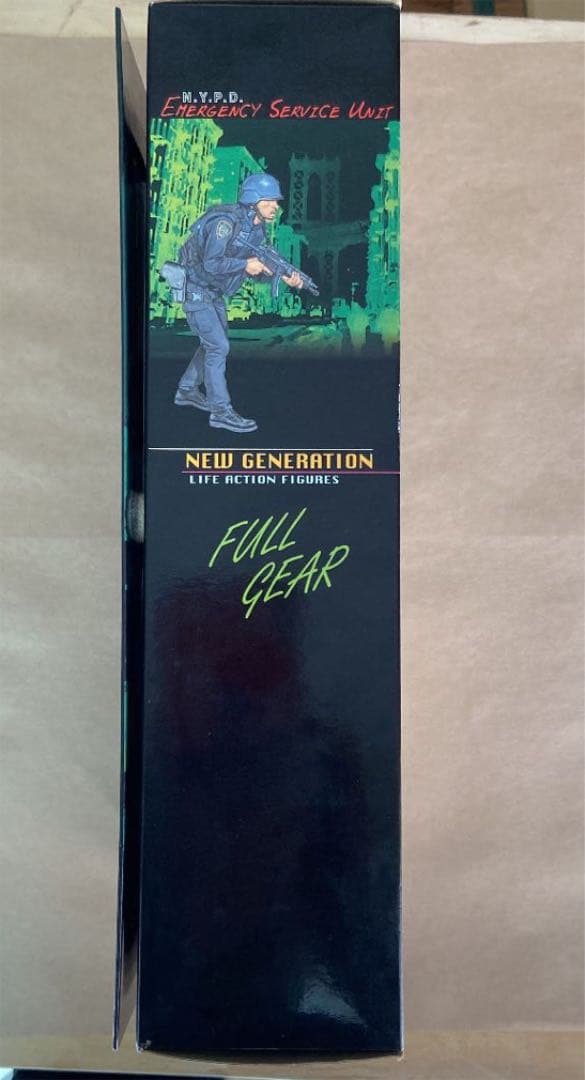 N.Y.P.D.
EMERGENCY SERVICE UNIT
NEW GENERATION
LIFE ACTION FIGURES
FULL
GEAR